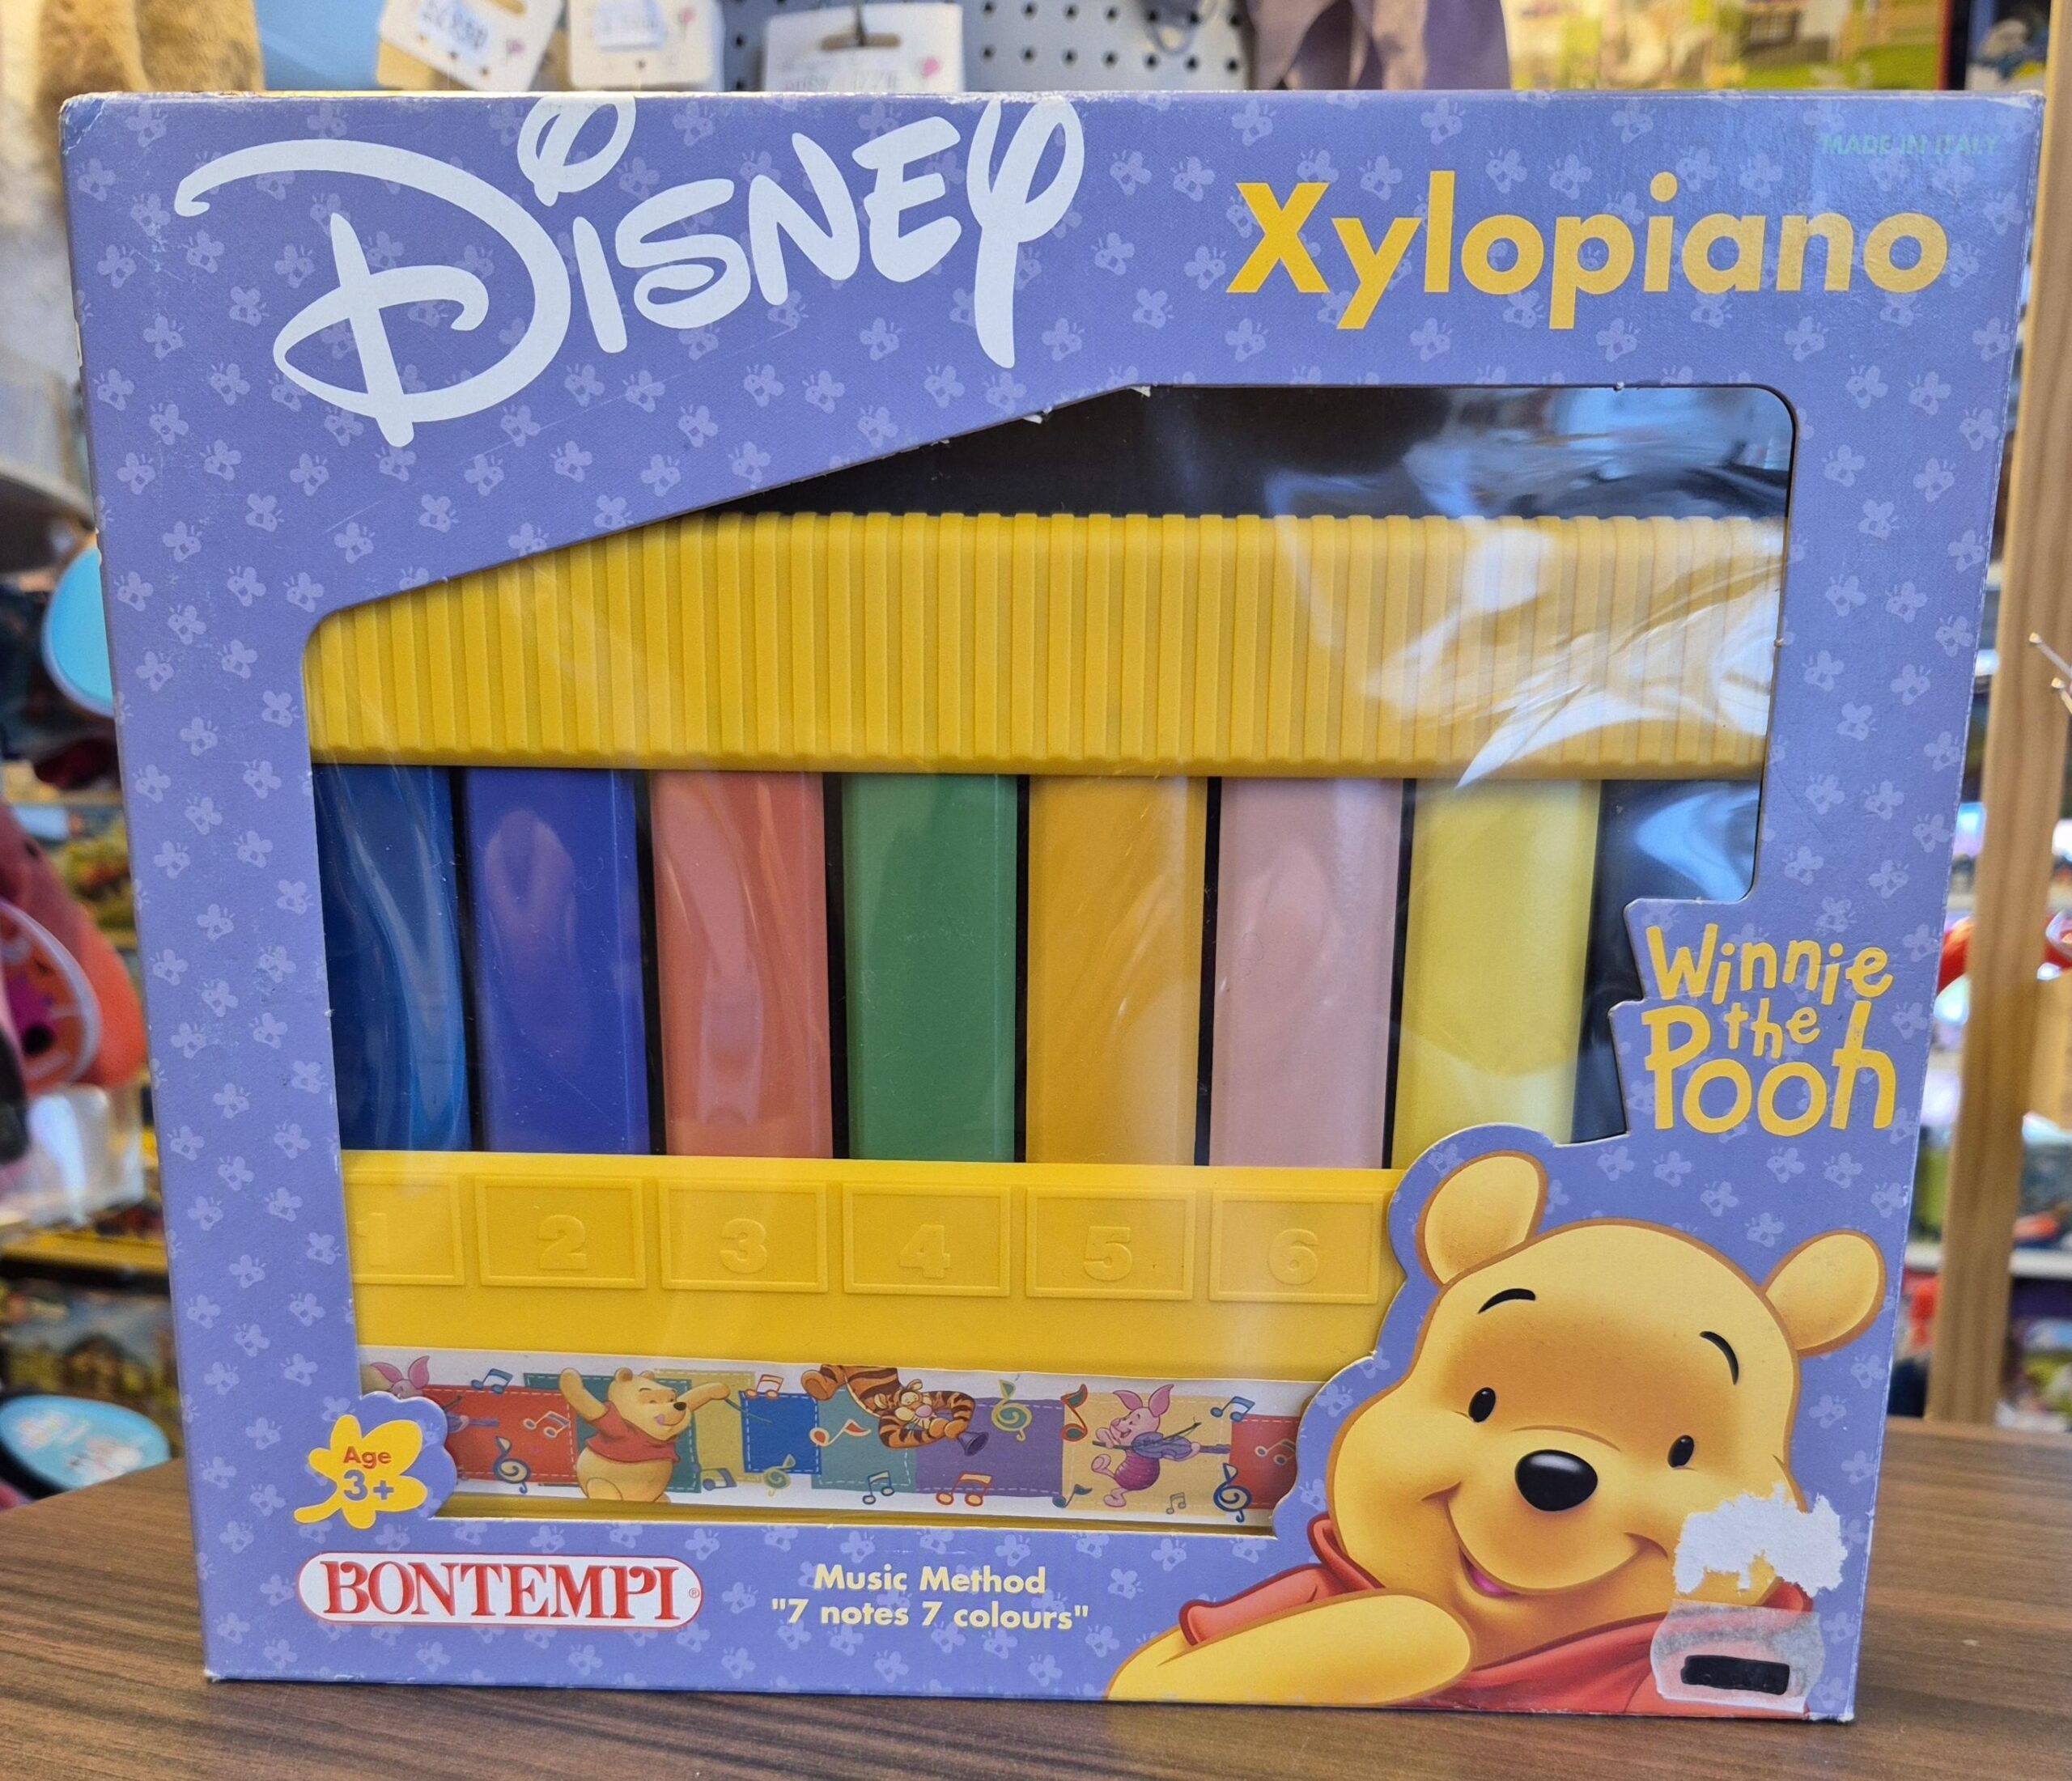 DISNEY
Xylopiano
MADE IN ITALY
Winnie
the
Pooh
1 2 3 4 5 6
Age
3+
BONTEMPI®
Music Method
"7 notes 7 colours"